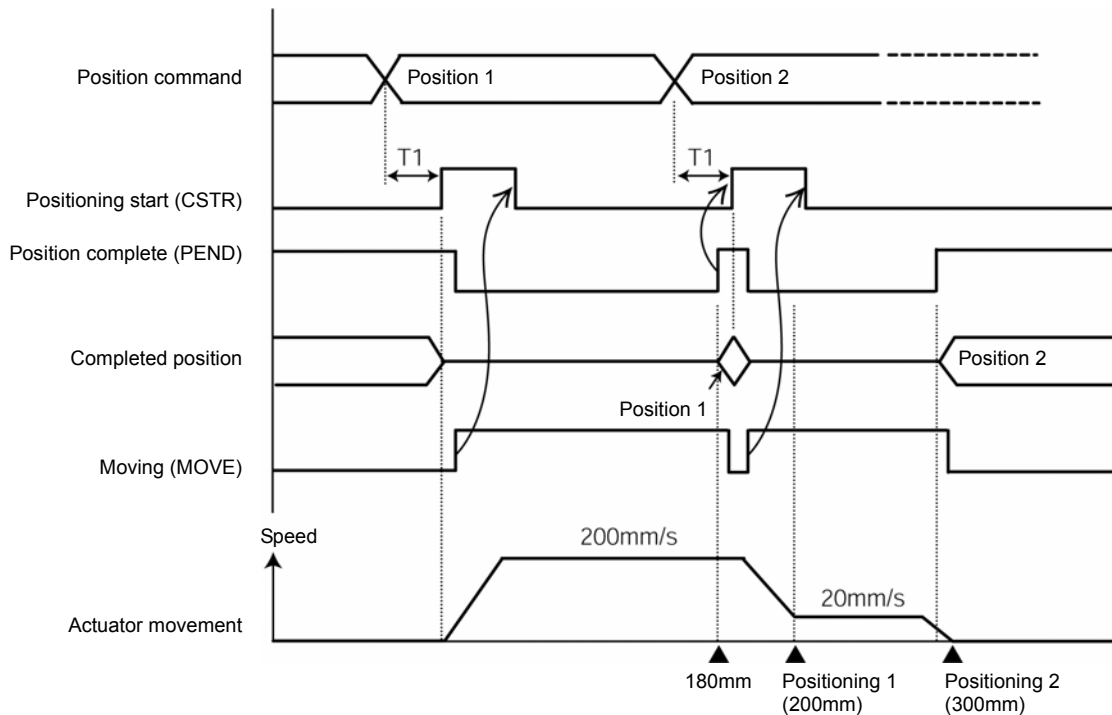 Position command
Position 1
Position 2
T1
T1
Positioning start (CSTR)
Position complete (PEND)
Completed position
Position 2
Position 1
Moving (MOVE)
Speed
200mm/s
20mm/s
Actuator movement
180mm
Positioning 1
(200mm)
Positioning 2
(300mm)